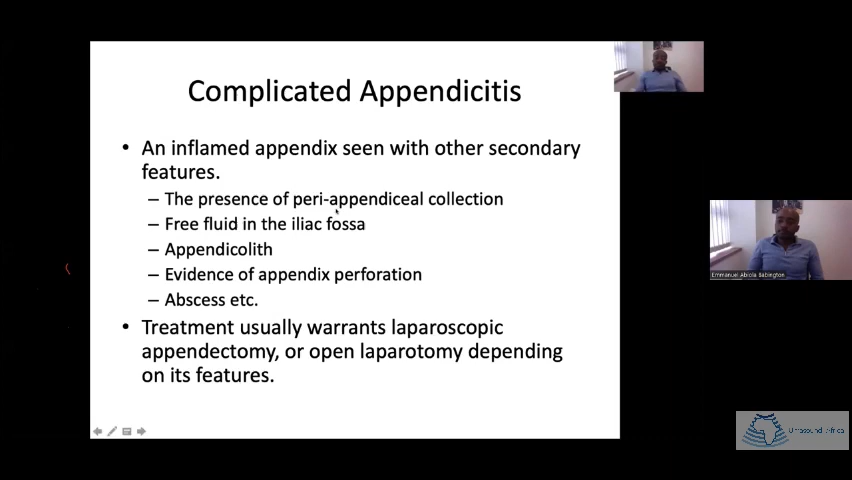 Complicated Appendicitis
• An inflamed appendix seen with other secondary
features.
– The presence of peri-appendiceal collection
– Free fluid in the iliac fossa
– Appendicolith
– Evidence of appendix perforation
– Abscess etc.
• Treatment usually warrants laparoscopic
appendectomy, or open laparotomy depending
on its features.
Emmanuel Abiola Babington
Ultrasound Africa